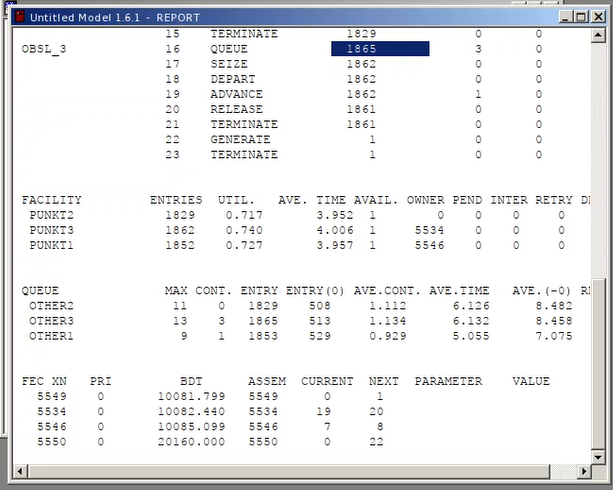 Untitled Model 1.6.1 - REPORT
15 TERMINATE 1829 0 0
OBSL_3 16 QUEUE 1865 3 0
17 SEIZE 1862 0 0
18 DEPART 1862 0 0
19 ADVANCE 1862 1 0
20 RELEASE 1861 0 0
21 TERMINATE 1861 0 0
22 GENERATE 1 0 0
23 TERMINATE 1 0 0
FACILITY ENTRIES UTIL. AVE. TIME AVAIL. OWNER PEND INTER RETRY
PUNKT2 1829 0.717 3.952 1 0 0 0 0
PUNKT3 1862 0.740 4.006 1 5534 0 0 0
PUNKT1 1852 0.727 3.957 1 5546 0 0 0
QUEUE MAX CONT. ENTRY ENTRY(0) AVE.CONT. AVE.TIME AVE.(-0)
OTHER2 11 0 1829 508 1.112 6.126 8.482
OTHER3 13 3 1865 513 1.134 6.132 8.458
OTHER1 9 1 1853 529 0.929 5.055 7.075
FEC XN PRI BDT ASSEM CURRENT NEXT PARAMETER VALUE
5549 0 10081.799 5549 0 1
5534 0 10082.440 5534 19 20
5546 0 10085.099 5546 7 8
5550 0 20160.000 5550 0 22